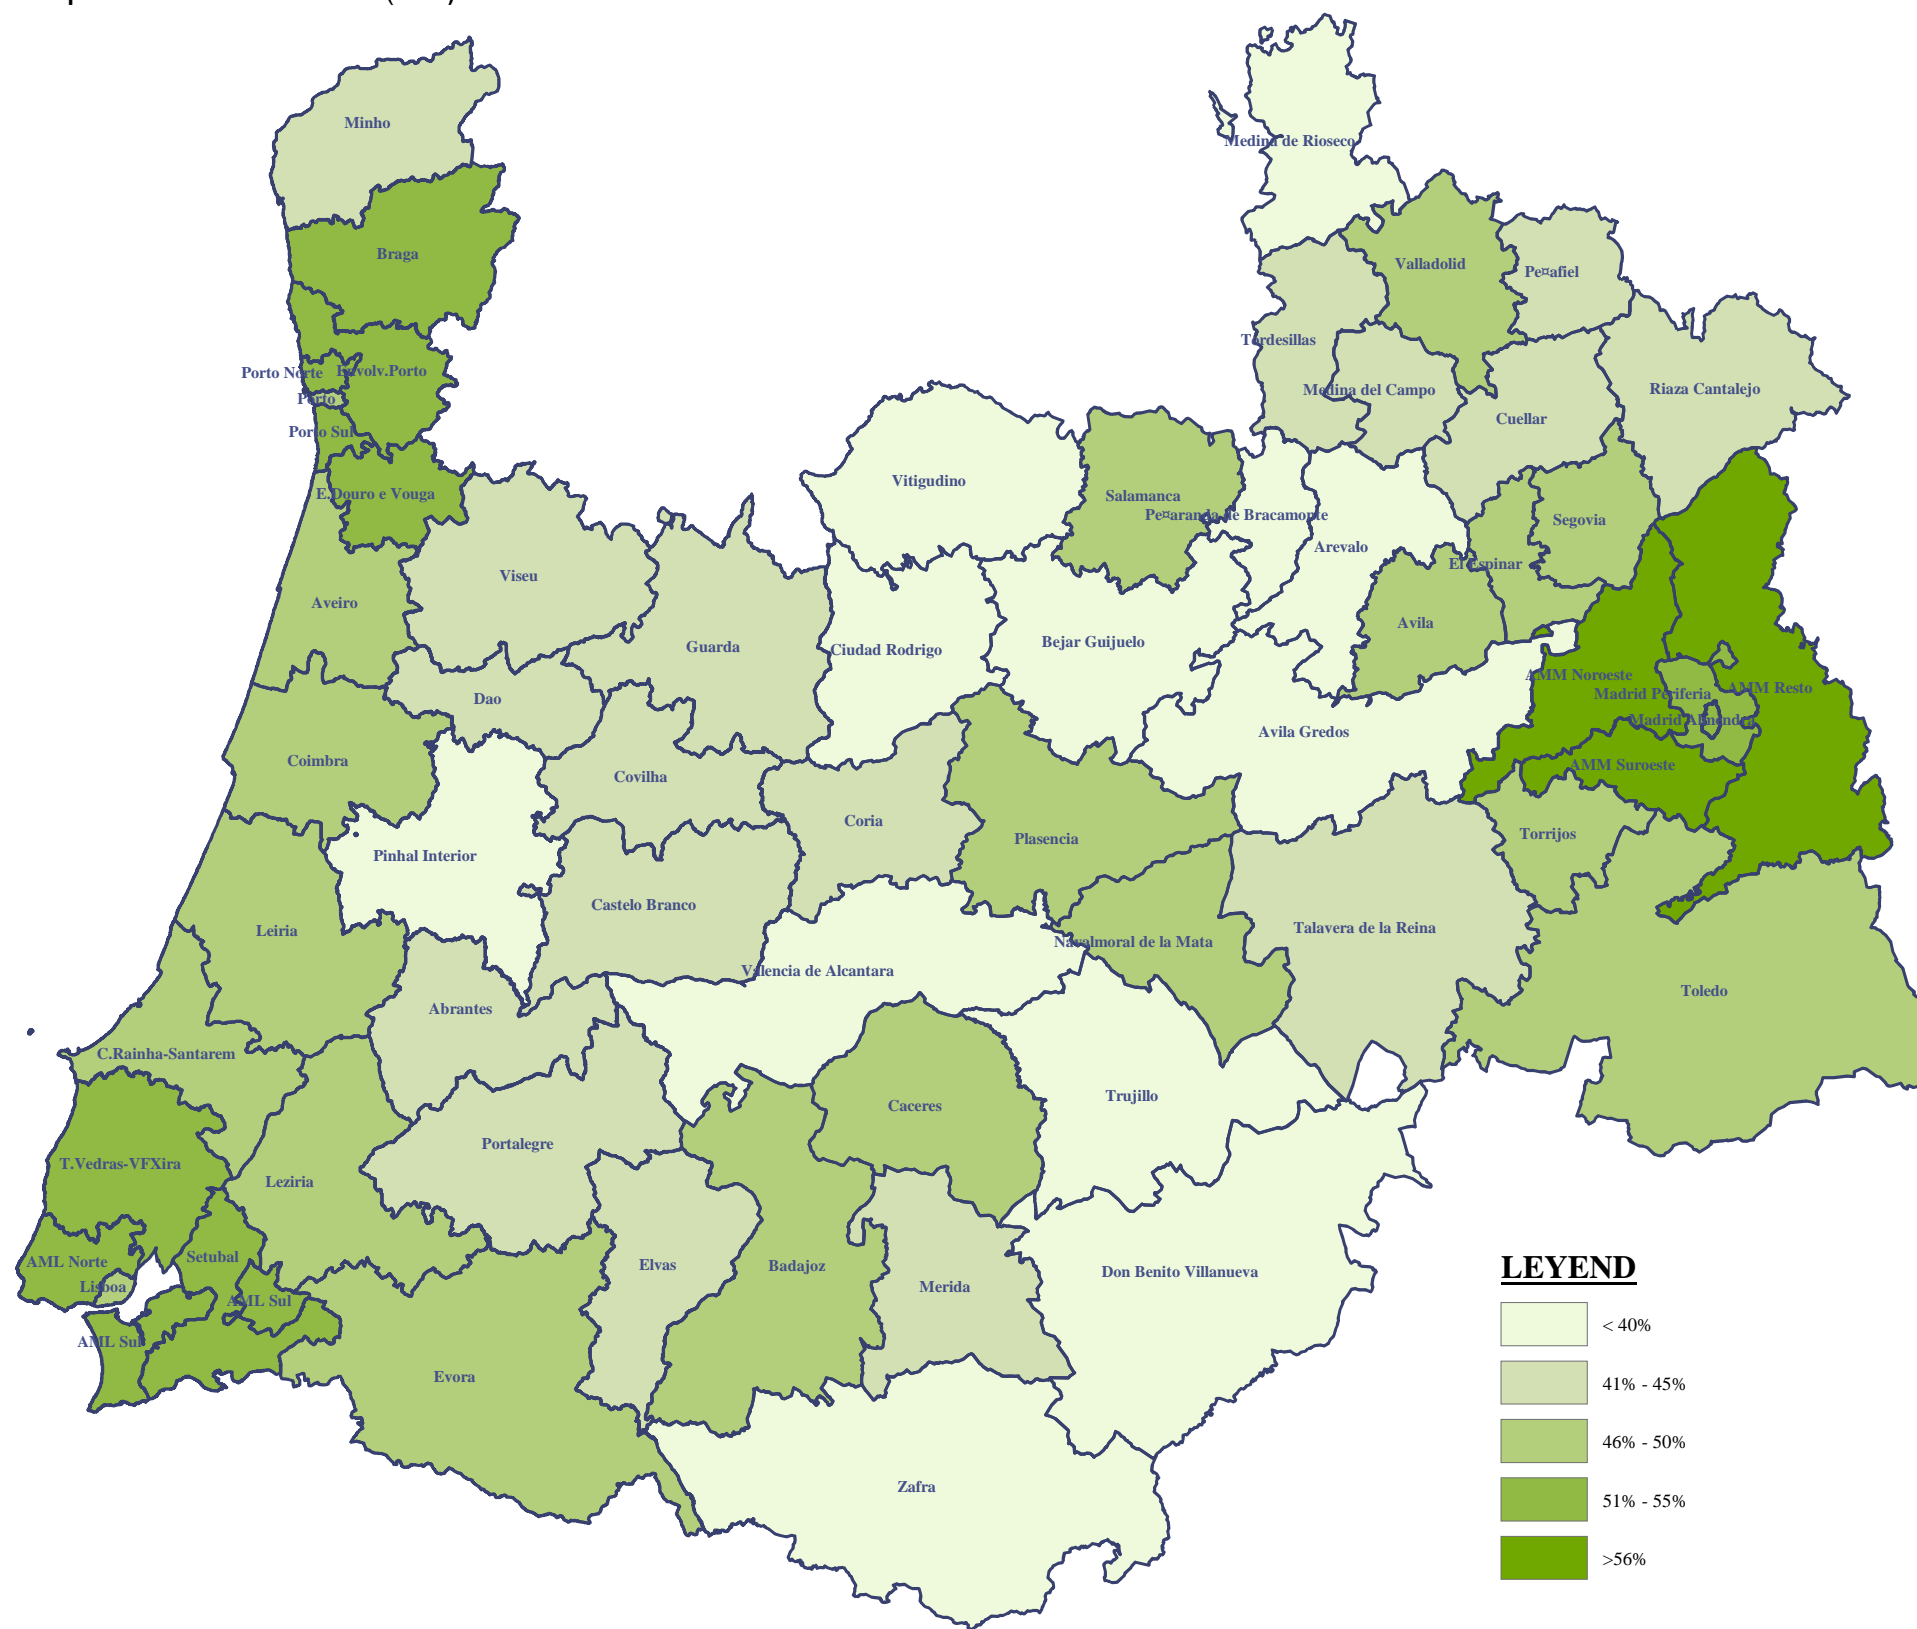 Minho
Medina de Rioseco
Braga
Valladolid
Pe¤afiel
Tordesillas
Porto Norte
Envolv.Porto
Medina del Campo
Riaza Cantalejo
Porto
Cuellar
Porto Sul
Vitigudino
E.Douro e Vouga
Salamanca
Pe¤aranda de Bracamonte
Segovia
Arevalo
El Espinar
Viseu
Aveiro
Avila
Guarda
Ciudad Rodrigo
Bejar Guijuelo
AMM Noroeste
Madrid Periferia
AMM Resto
Dao
Madrid Almendra
Avila Gredos
Coimbra
AMM Suroeste
Covilha
Coria
Torrijos
Plasencia
Pinhal Interior
Castelo Branco
Leiria
Talavera de la Reina
Navalmoral de la Mata
Valencia de Alcantara
Toledo
Abrantes
C.Rainha-Santarem
Trujillo
Caceres
Portalegre
T.Vedras-VFXira
Leziria
Setubal
AML Norte
Elvas
Badajoz
Don Benito Villanueva
Lisboa
Merida
AML Sul
AML Sul
Evora
Zafra
LEYEND
< 40%
41% - 45%
46% - 50%
51% - 55%
>56%